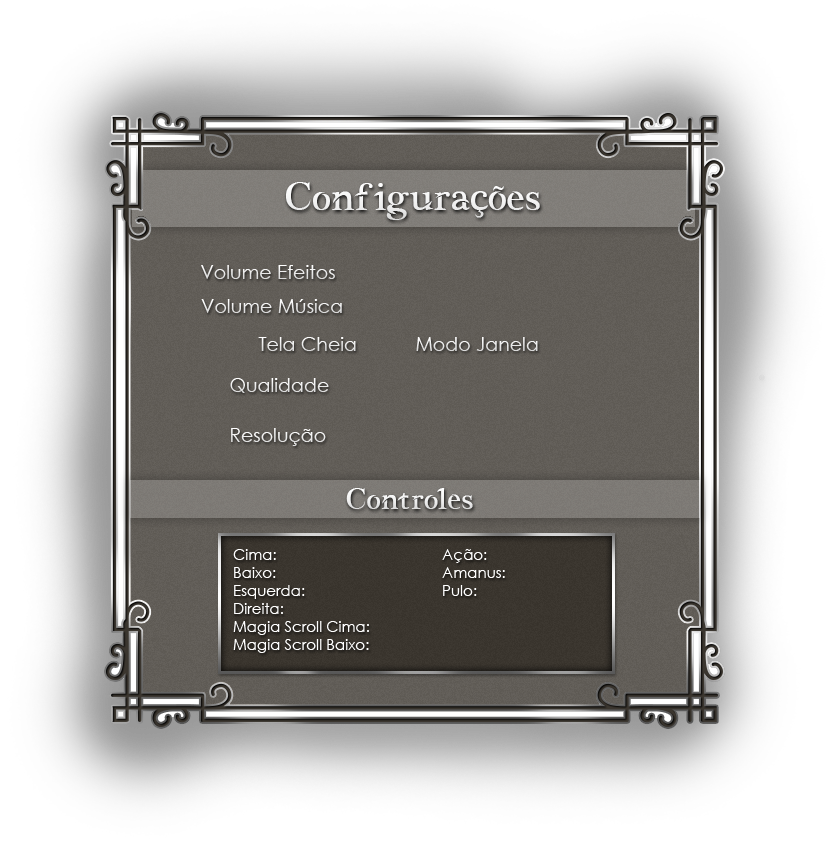 Configurações
Volume Efeitos
Volume Música
Tela Cheia Modo Janela
Qualidade
Resolução
Controles
Cima: Ação:
Baixo: Amanus:
Esquerda: Pulo:
Direita:
Magia Scroll Cima:
Magia Scroll Baixo: